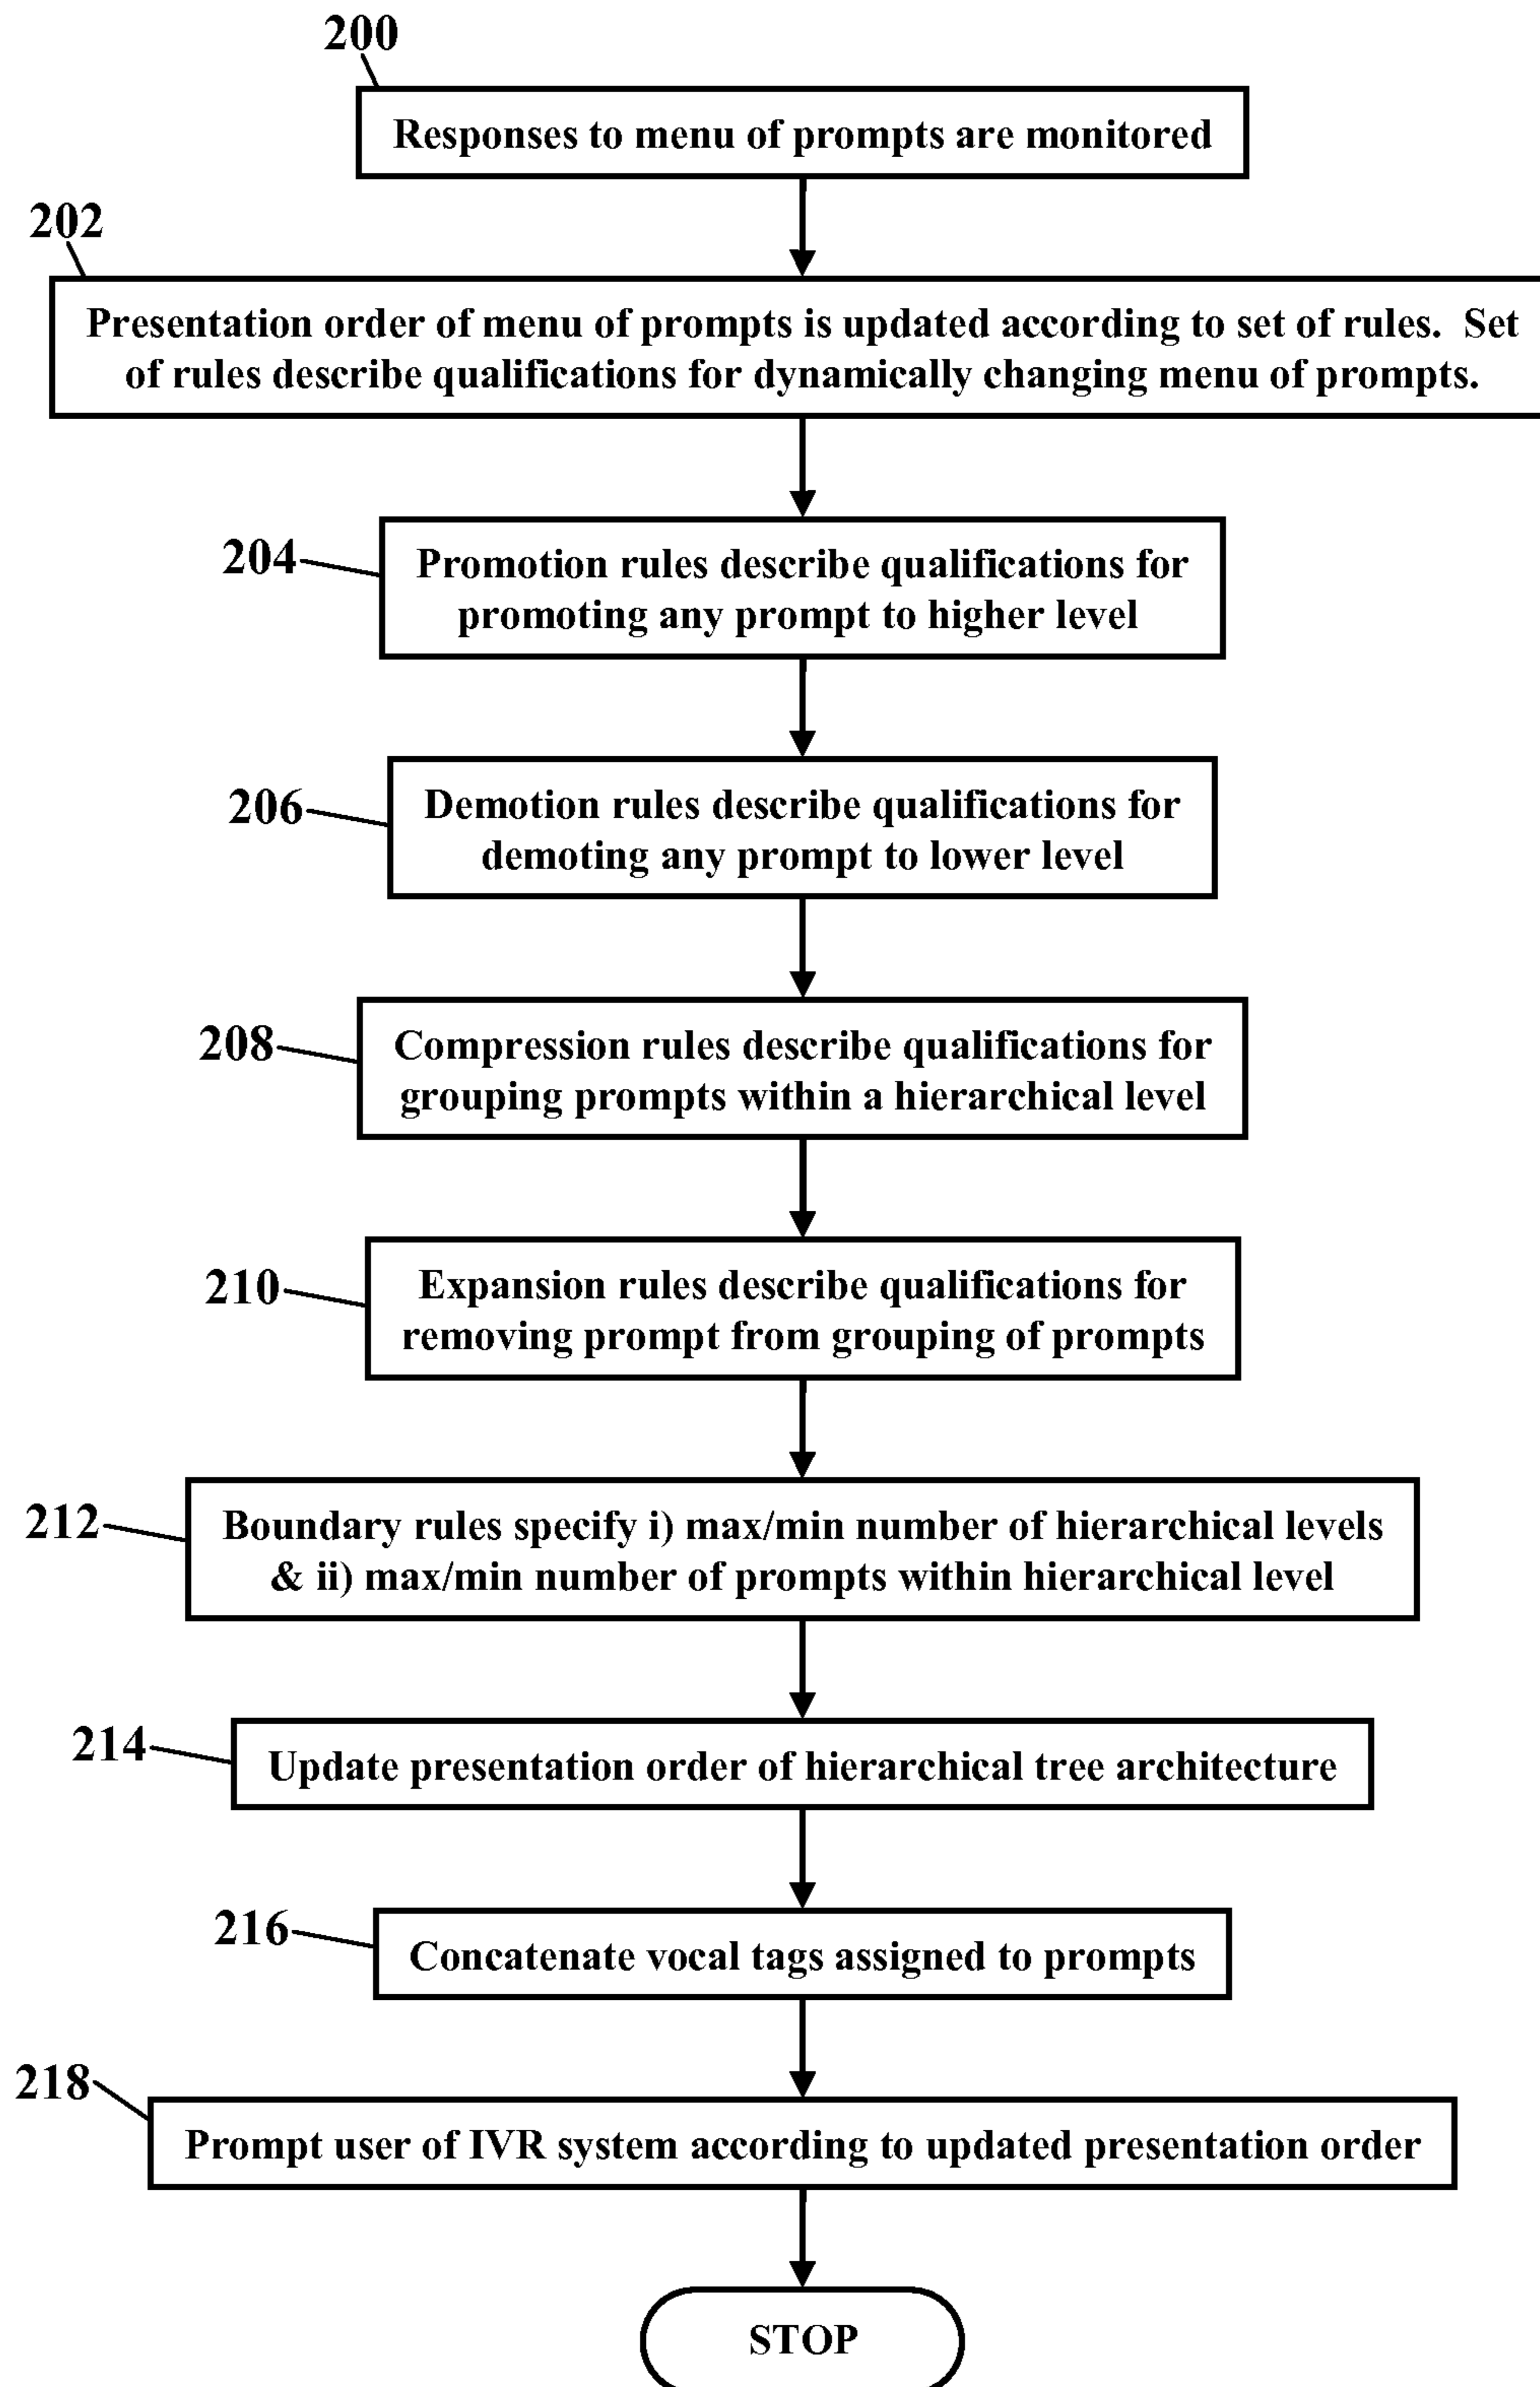 200
Responses to menu of prompts are monitored
202
Presentation order of menu of prompts is updated according to set of rules. Set
of rules describe qualifications for dynamically changing menu of prompts.
204
Promotion rules describe qualifications for
promoting any prompt to higher level
206
Demotion rules describe qualifications for
demoting any prompt to lower level
208
Compression rules describe qualifications for
grouping prompts within a hierarchical level
210
Expansion rules describe qualifications for
removing prompt from grouping of prompts
212
Boundary rules specify i) max/min number of hierarchical levels
& ii) max/min number of prompts within hierarchical level
214
Update presentation order of hierarchical tree architecture
216
Concatenate vocal tags assigned to prompts
218
Prompt user of IVR system according to updated presentation order
STOP